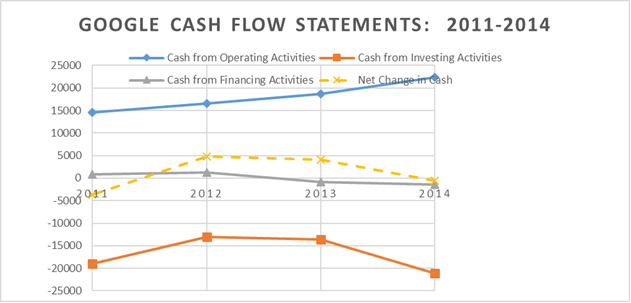 GOOGLE CASH FLOW STATEMENTS: 2011-2014
Cash from Operating Activities Cash from Investing Activities
Cash from Financing Activities Net Change in Cash
25000
20000
15000
10000
5000
0
-5000
-10000
-15000
-20000
-25000
2011 2012 2013 2014